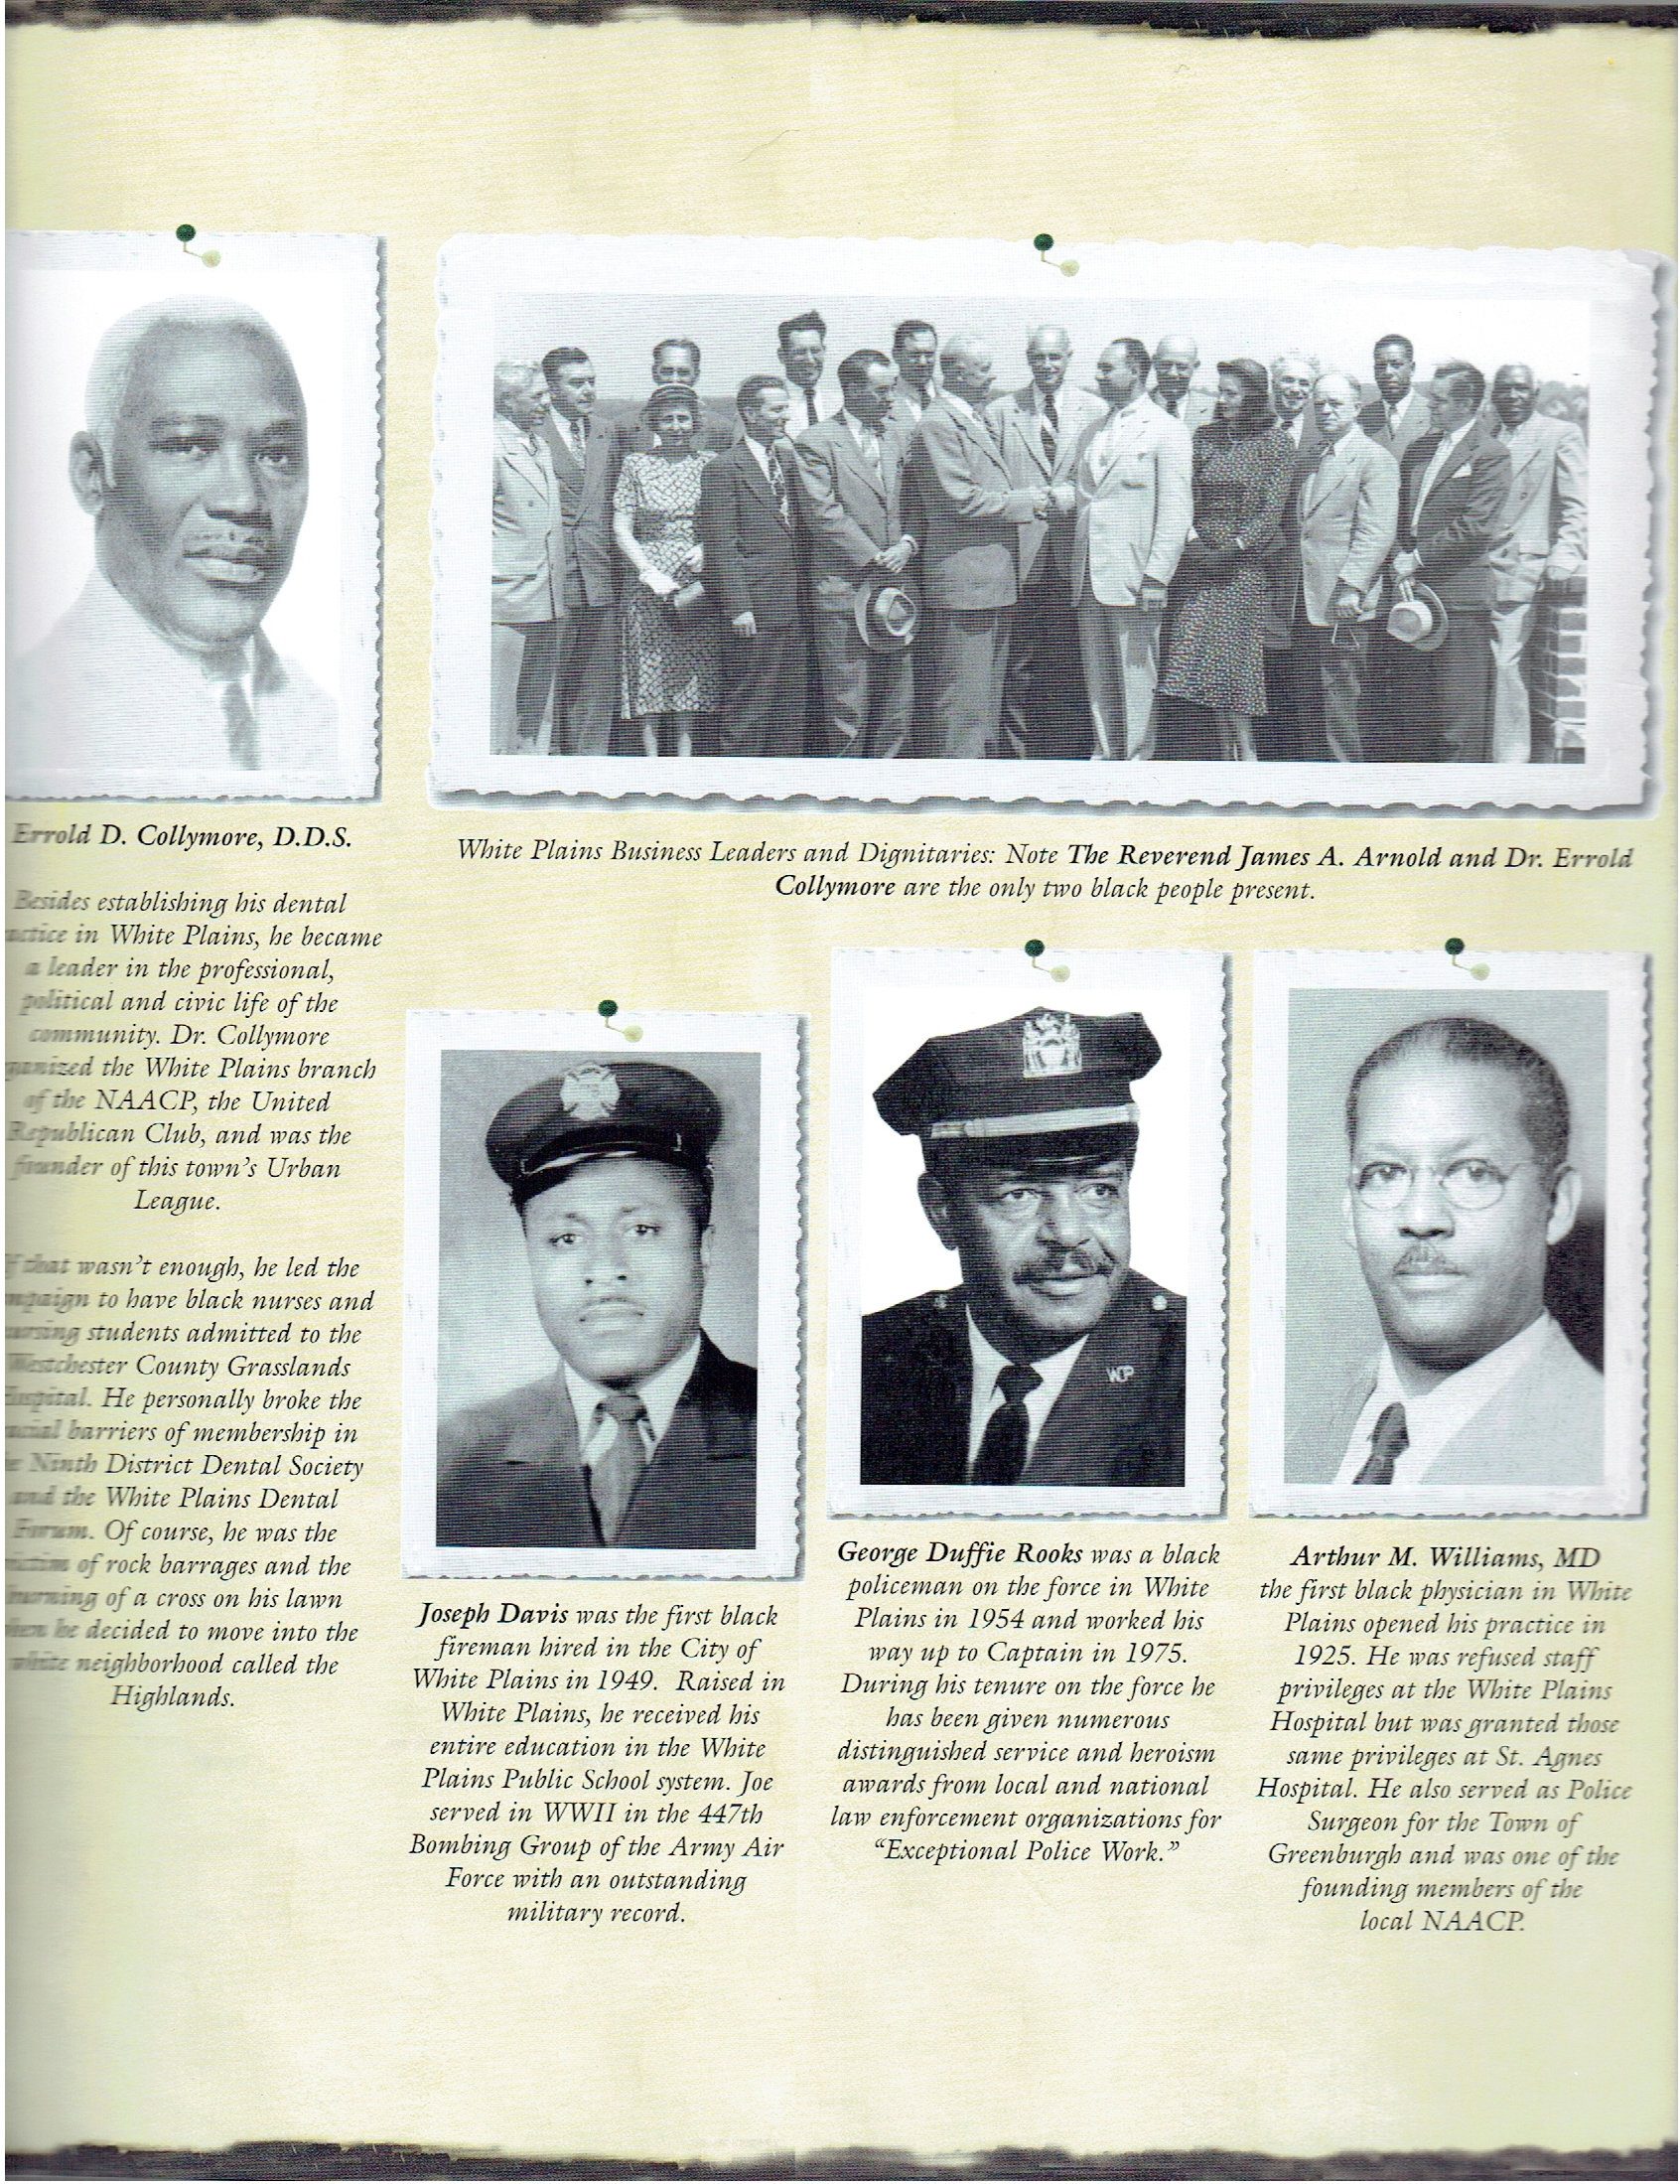 Errold D. Collymore, D.D.S.
Besides establishing his dental
actice in White Plains, he became
a leader in the professional,
political and civic life of the
community. Dr. Collymore
ganized the White Plains branch
of the NAACP, the United
Republican Club, and was the
founder of this town's Urban
League.
f that wasn't enough, he led the
mpaign to have black nurses and
ursing students admitted to the
Westchester County Grasslands
Hospital. He personally broke the
acial barriers of membership in
e Ninth District Dental Society
and the White Plains Dental
Forum. Of course, he was the
victim of rock barrages and the
burning of a cross on his lawn
hen he decided to move into the
white neighborhood called the
Highlands.
White Plains Business Leaders and Dignitaries: Note The Reverend James A. Arnold and Dr. Errold
Collymore are the only two black people present.
Joseph Davis was the first black
fireman hired in the City of
White Plains in 1949. Raised in
White Plains, he received his
entire education in the White
Plains Public School system. Joe
served in WWII in the 447th
Bombing Group of the Army Air
Force with an outstanding
military record.
WP
George Duffie Rooks was a black
policeman on the force in White
Plains in 1954 and worked his
way up to Captain in 1975.
During his tenure on the force he
has been given numerous
distinguished service and heroism
awards from local and national
law enforcement organizations for
“Exceptional Police Work.”
Arthur M. Williams, MD
the first black physician in White
Plains opened his practice in
1925. He was refused staff
privileges at the White Plains
Hospital but was granted those
same privileges at St. Agnes
Hospital. He also served as Police
Surgeon for the Town of
Greenburgh and was one of the
founding members of the
local NAACP.